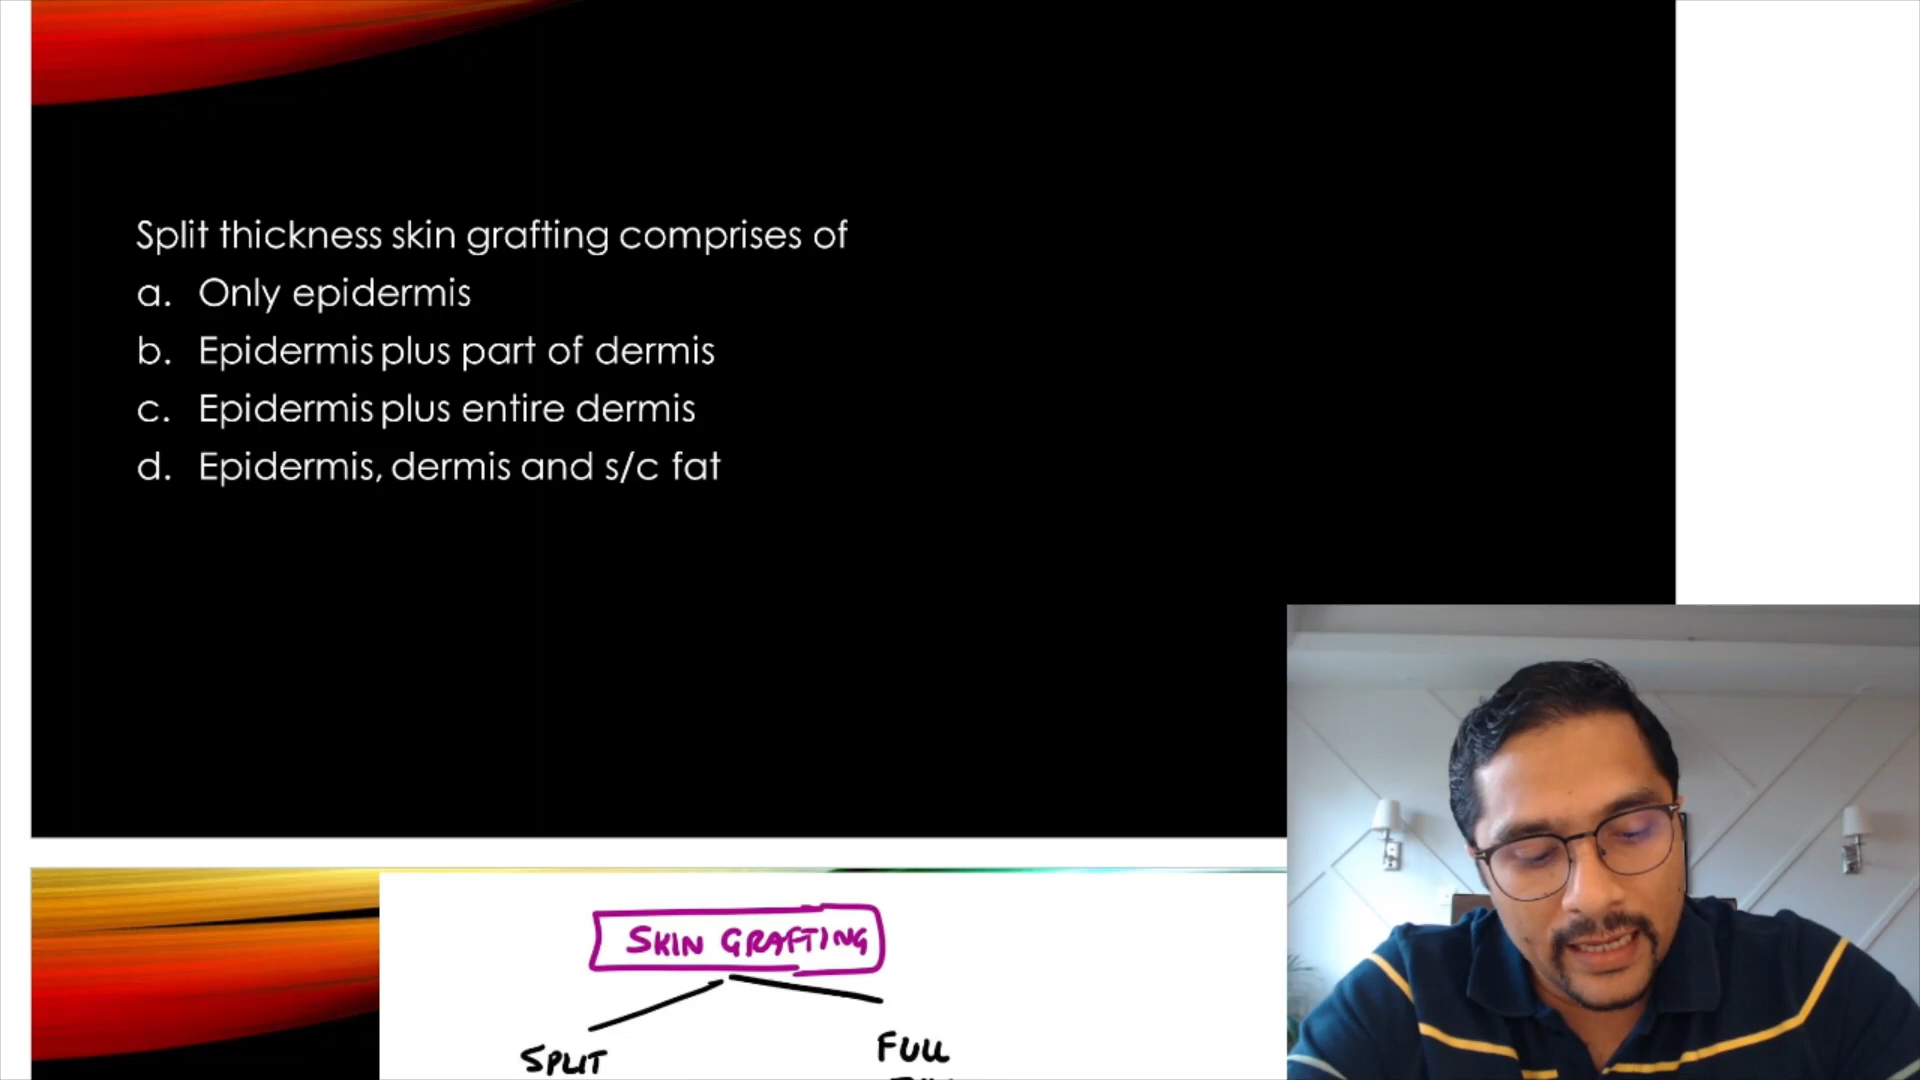 Split thickness skin grafting comprises of
a. Only epidermis
b. Epidermis plus part of dermis
c. Epidermis plus entire dermis
d. Epidermis, dermis and s/c fat
SKIN GRAFTING
SPLIT
FULL